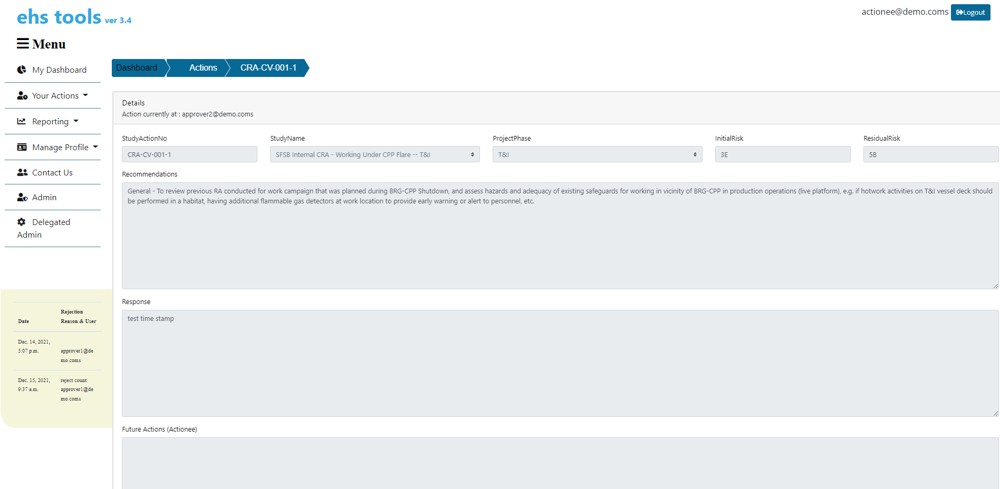 ehs tools ver 3.4
actionee@demo.coms Logout
Menu
My Dashboard
Your Actions
Reporting
Manage Profile
Contact Us
Admin
Delegated
Admin
Date Rejection
Reason & User
Dec. 14, 2021,
5:07 p.m. approver1@de
mo.coms
Dec. 15, 2021, reject count
9:37 a.m. approver1@de
mo.coms
Dashboard Actions CRA-CV-001-1
Details
Action currently at : approver2@demo.coms
StudyActionNo StudyName ProjectPhase InitialRisk ResidualRisk
CRA-CV-001-1 SFSB Internal CRA - Working Under CPP Flare -- T&I T&I 3E 5B
Recommendations
General - To review previous RA conducted for work campaign that was planned during BRG-CPP Shutdown, and assess hazards and adequacy of existing safeguards for working in vicinity of BRG-CPP in production operations (live platform), e.g. if hotwork activities on T&I vessel deck should
be performed in a habitat, having additional flammable gas detectors at work location to provide early warning or alert to personnel, etc.
Response
test time stamp
Future Actions (Actionee)